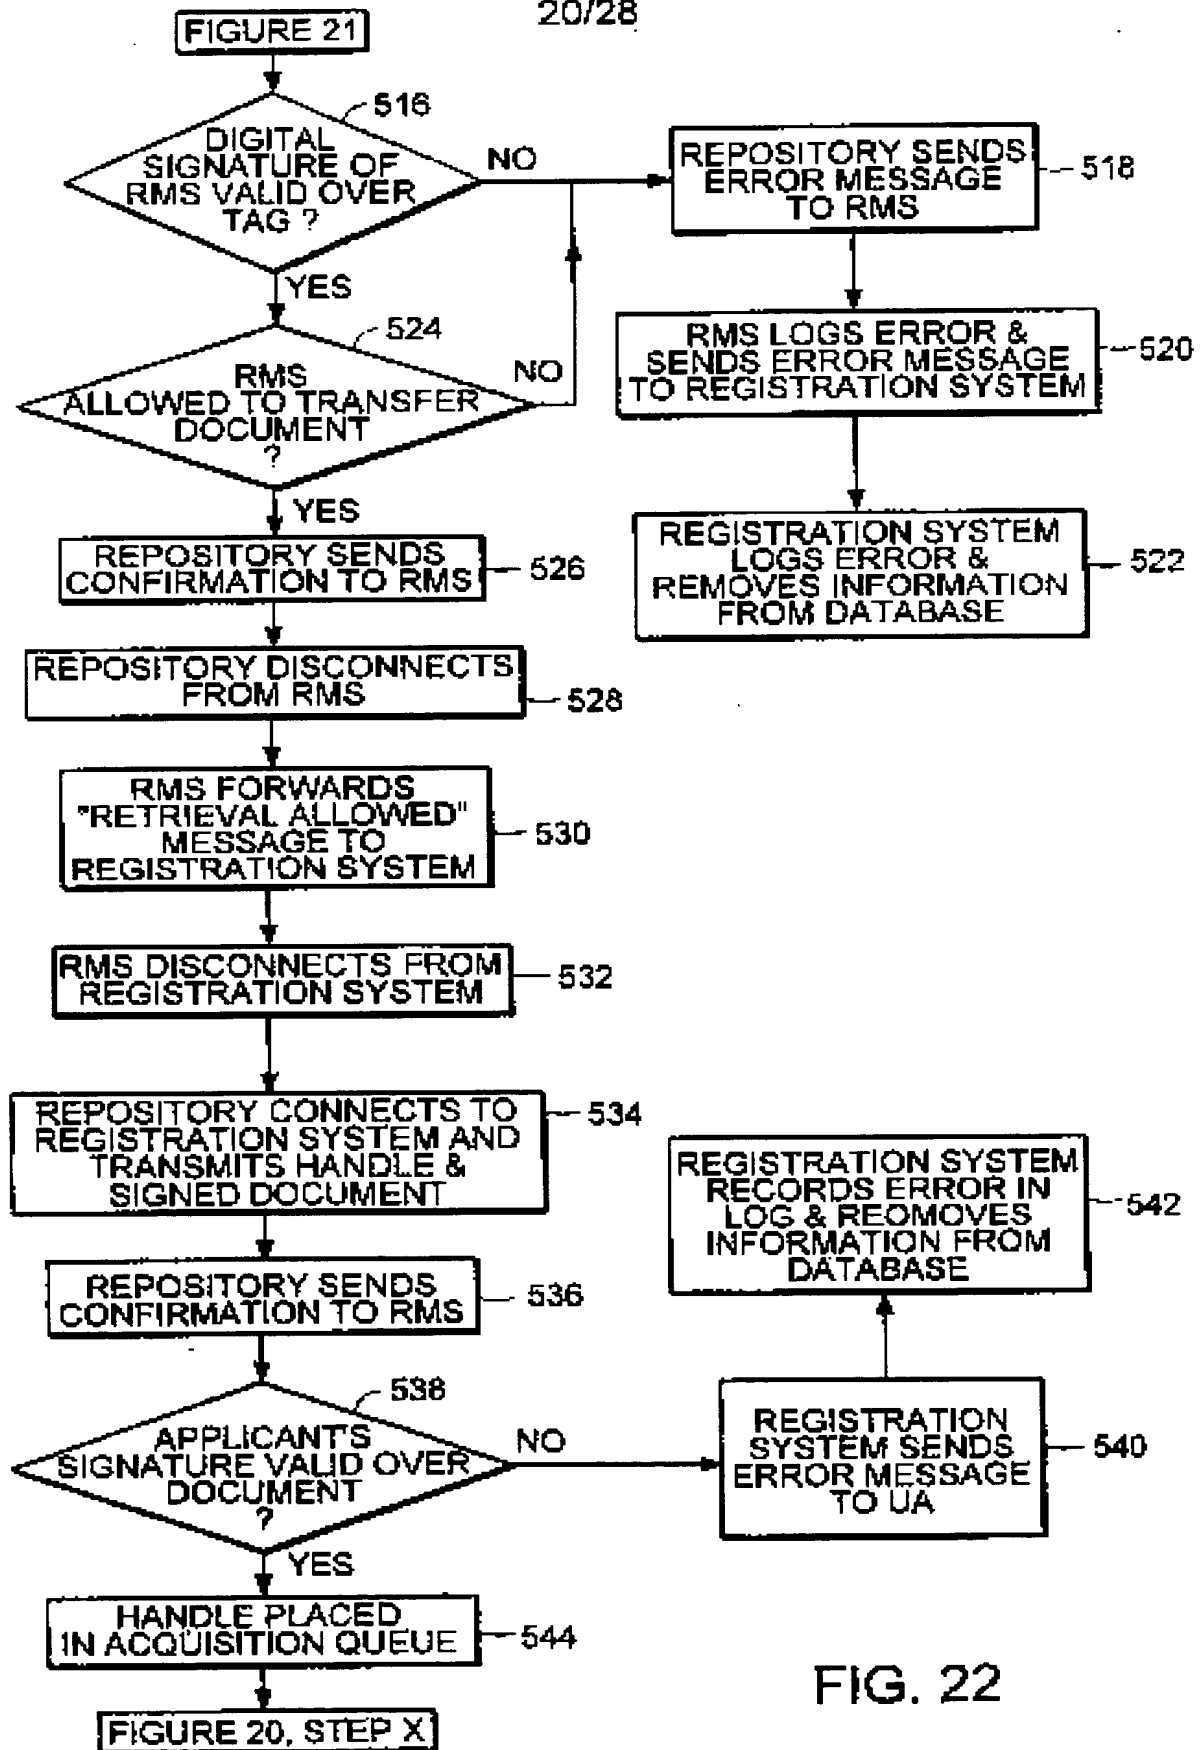 20/28
FIGURE 21
516
DIGITAL
SIGNATURE OF
RMS VALID OVER
TAG ?
NO
YES
REPOSITORY SENDS
ERROR MESSAGE
TO RMS
518
524
RMS
ALLOWED TO TRANSFER
DOCUMENT
?
NO
YES
RMS LOGS ERROR &
SENDS ERROR MESSAGE
TO REGISTRATION SYSTEM
520
REPOSITORY SENDS
CONFIRMATION TO RMS
526
REGISTRATION SYSTEM
LOGS ERROR &
REMOVES INFORMATION
FROM DATABASE
522
REPOSITORY DISCONNECTS
FROM RMS
528
RMS FORWARDS
"RETRIEVAL ALLOWED"
MESSAGE TO
REGISTRATION SYSTEM
530
RMS DISCONNECTS FROM
REGISTRATION SYSTEM
532
REPOSITORY CONNECTS TO
REGISTRATION SYSTEM AND
TRANSMITS HANDLE &
SIGNED DOCUMENT
534
REPOSITORY SENDS
CONFIRMATION TO RMS
536
REGISTRATION SYSTEM
RECORDS ERROR IN
LOG & REOMOVES
INFORMATION FROM
DATABASE
542
538
APPLICANT'S
SIGNATURE VALID OVER
DOCUMENT
?
NO
YES
REGISTRATION
SYSTEM SENDS
ERROR MESSAGE
TO UA
540
HANDLE PLACED
IN ACQUISITION QUEUE
544
FIGURE 20, STEP X
FIG. 22